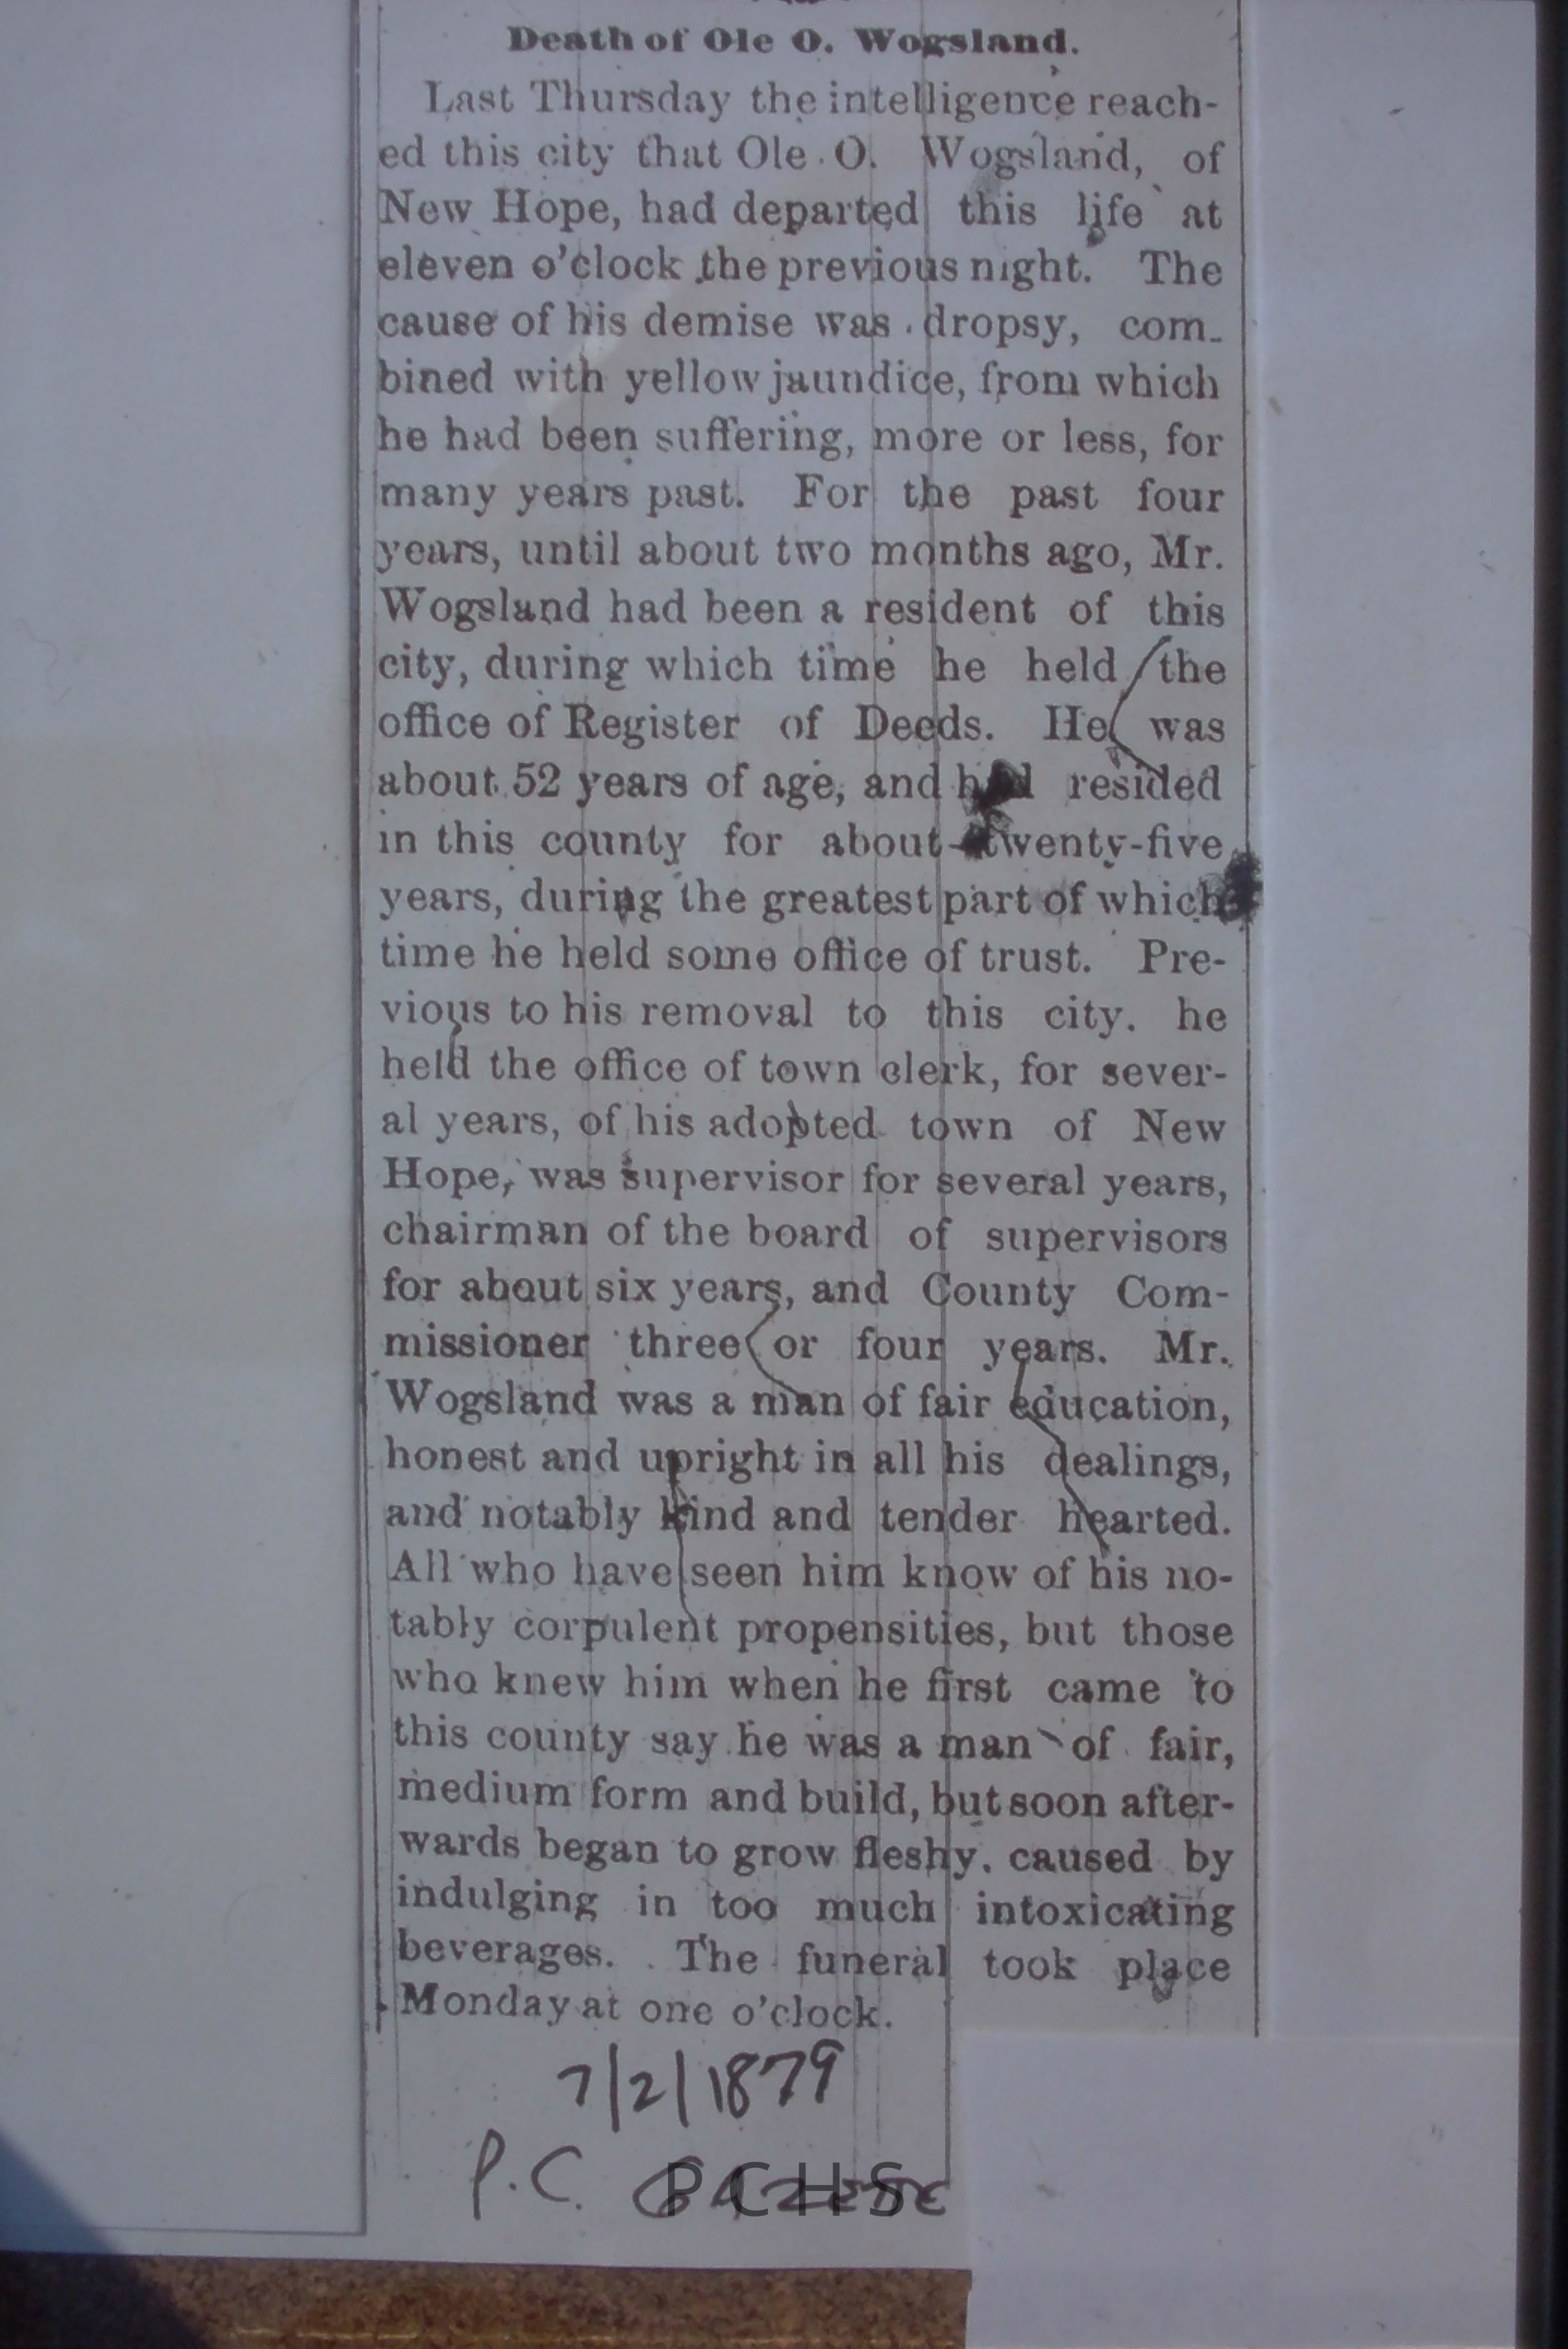 Death of Ole O. Wogsland.
Last Thursday the intelligence reach-
ed this city that Ole O. Wogsland, of
New Hope, had departed this life at
eleven o'clock the previous night. The
cause of his demise was dropsy, com-
bined with yellow jaundice, from which
he had been suffering, more or less, for
many years past. For the past four
years, until about two months ago, Mr.
Wogsland had been a resident of this
city, during which time he held the
office of Register of Deeds. He was
about 52 years of age, and had resided
in this county for about twenty-five
years, during the greatest part of which
time he held some office of trust. Pre-
vious to his removal to this city. he
held the office of town clerk, for sever-
al years, of his adopted town of New
Hope, was supervisor for several years,
chairman of the board of supervisors
for about six years, and County Com-
missioner three or four years. Mr.
Wogsland was a man of fair education,
honest and upright in all his dealings,
and notably kind and tender hearted.
All who have seen him know of his no-
tably corpulent propensities, but those
who knew him when he first came to
this county say he was a man of fair,
medium form and build, but soon after-
wards began to grow fleshy. caused by
indulging in too much intoxicating
beverages. The funeral took place
Monday at one o'clock.
7/2/1879
P.C. GAZETTE
PCHS